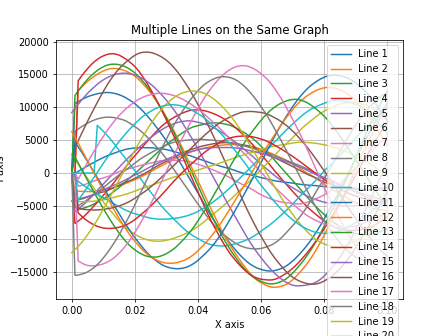 Multiple Lines on the Same Graph
20000
15000
10000
5000
0
−5000
−10000
−15000
0.00
0.02
0.04
0.06
X axis
Line 1
Line 2
Line 3
Line 4
Line 5
Line 6
Line 7
Line 8
Line 9
Line 10
Line 11
Line 12
Line 13
Line 14
Line 15
Line 16
Line 17
Line 18
Line 19
Line 20